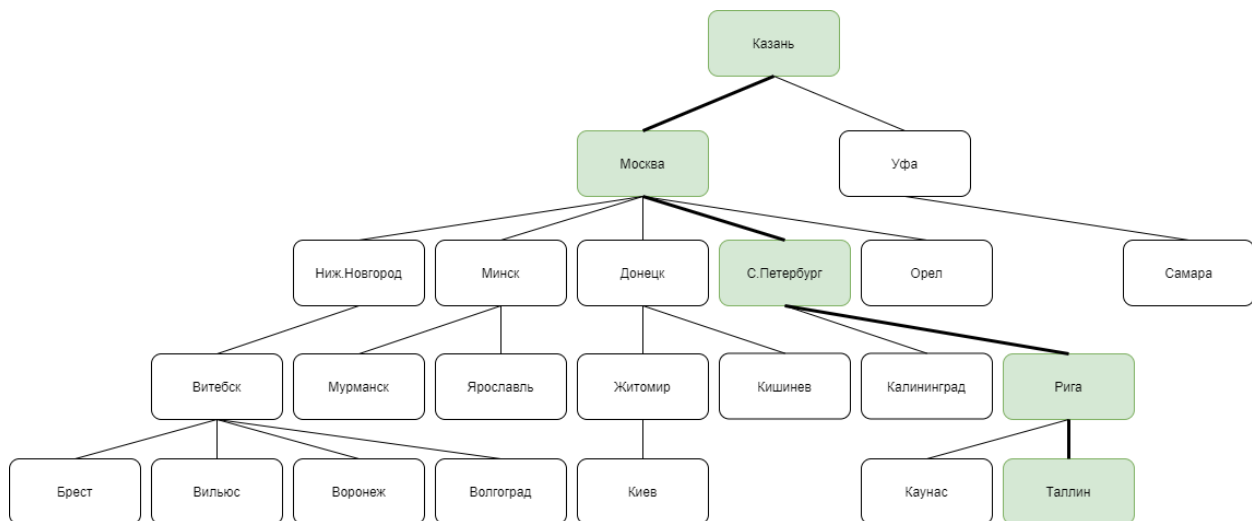 Казань
Москва
Уфа
Ниж.Новгород
Минск
Донецк
С.Петербург
Орел
Самара
Витебск
Мурманск
Ярославль
Житомир
Кишинев
Калининград
Рига
Брест
Вильюс
Воронеж
Волгоград
Киев
Каунас
Таллин